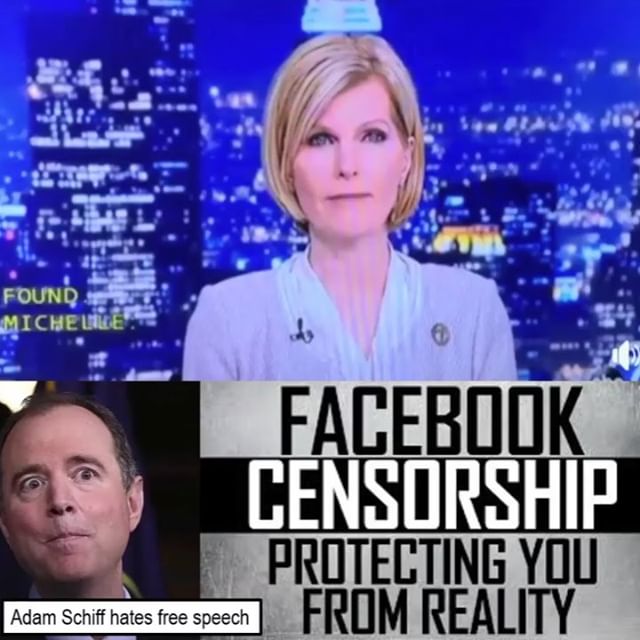 FOUND
MICHELLE
FACEBOOK
CENSORSHIP
PROTECTING YOU
FROM REALITY
Adam Schiff hates free speech